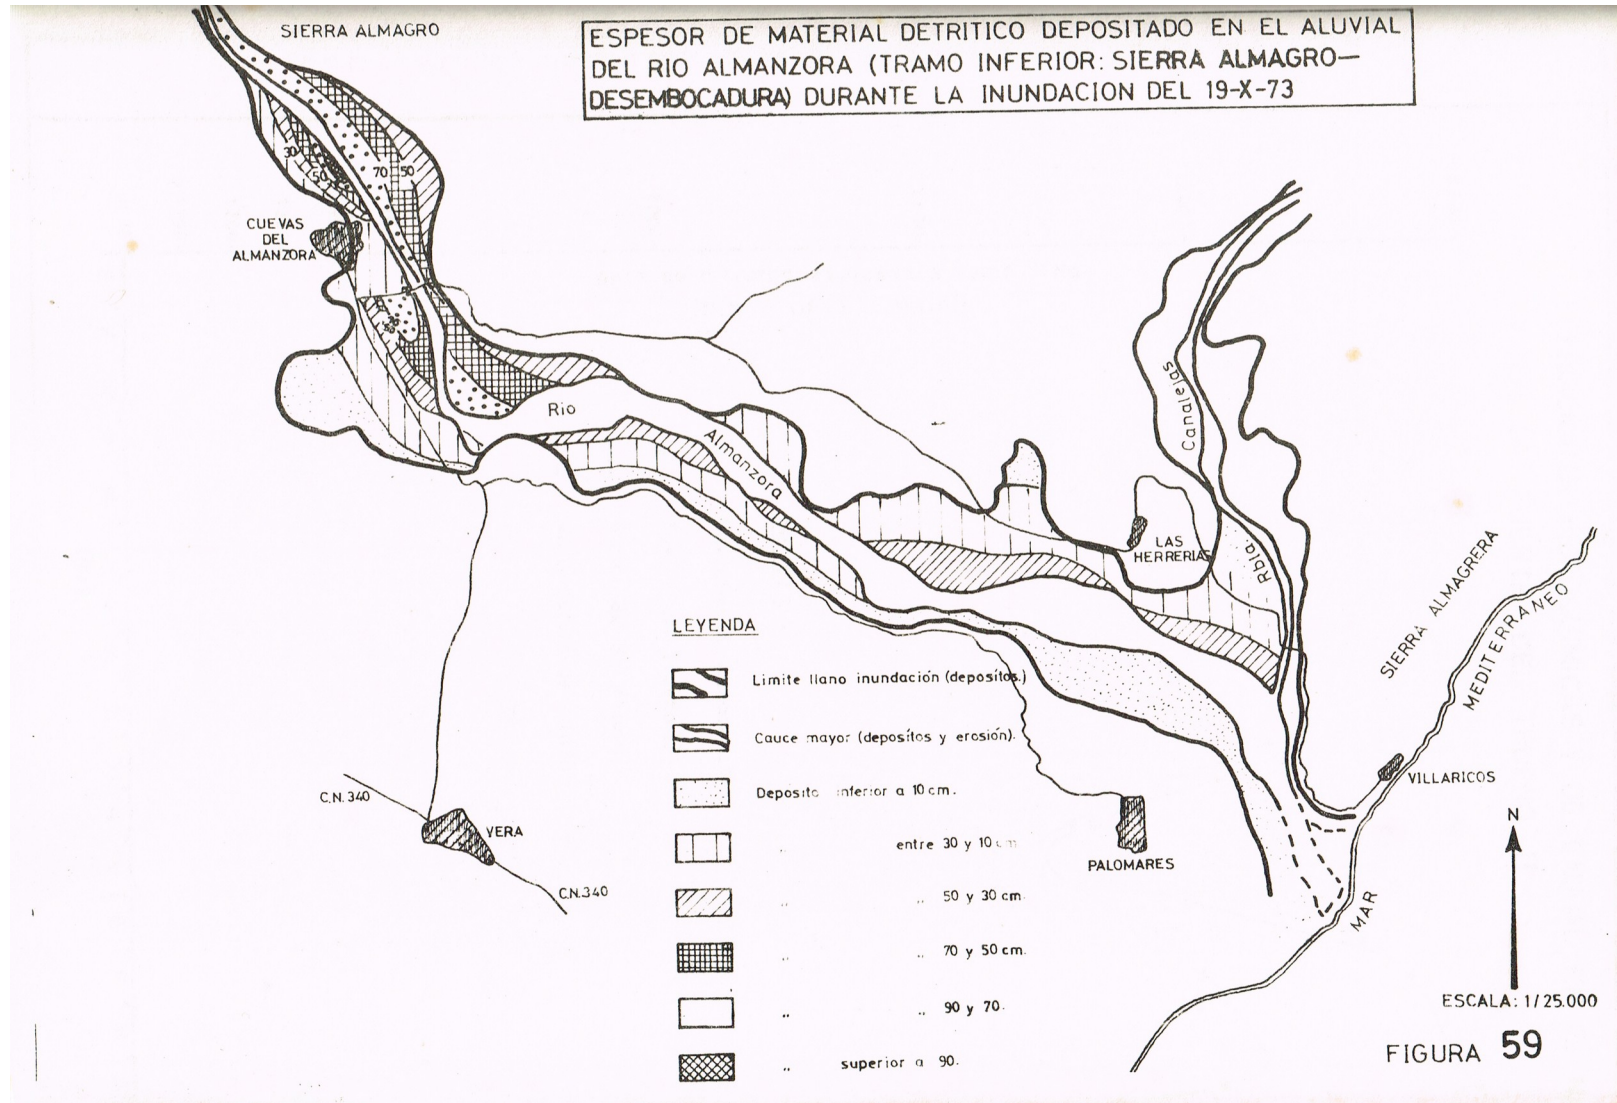 SIERRA ALMAGRO
ESPESOR DE MATERIAL DETRITICO DEPOSITADO EN EL ALUVIAL
DEL RIO ALMANZORA (TRAMO INFERIOR: SIERRA ALMAGRO—
DESEMBOCADURA) DURANTE LA INUNDACION DEL 19-X-73
30
50
70
50
CUEVAS
DEL
ALMANZORA
Rio
Almanzora
Canalejas
Rbla.
LAS
HERRERIAS
SIERRA ALMAGRERA
MAR
MEDITERRANEO
VILLARICOS
PALOMARES
C.N.340
VERA
C.N.340
LEYENDA
Limite llano inundación (depositos.)
Cauce mayor (depositos y erosión).
Deposito inferior a 10 cm.
,, entre 30 y 10 cm
,, ,, 50 y 30 cm.
,, ,, 70 y 50 cm.
,, ,, 90 y 70.
,, superior a 90.
N
ESCALA: 1/25.000
FIGURA 59